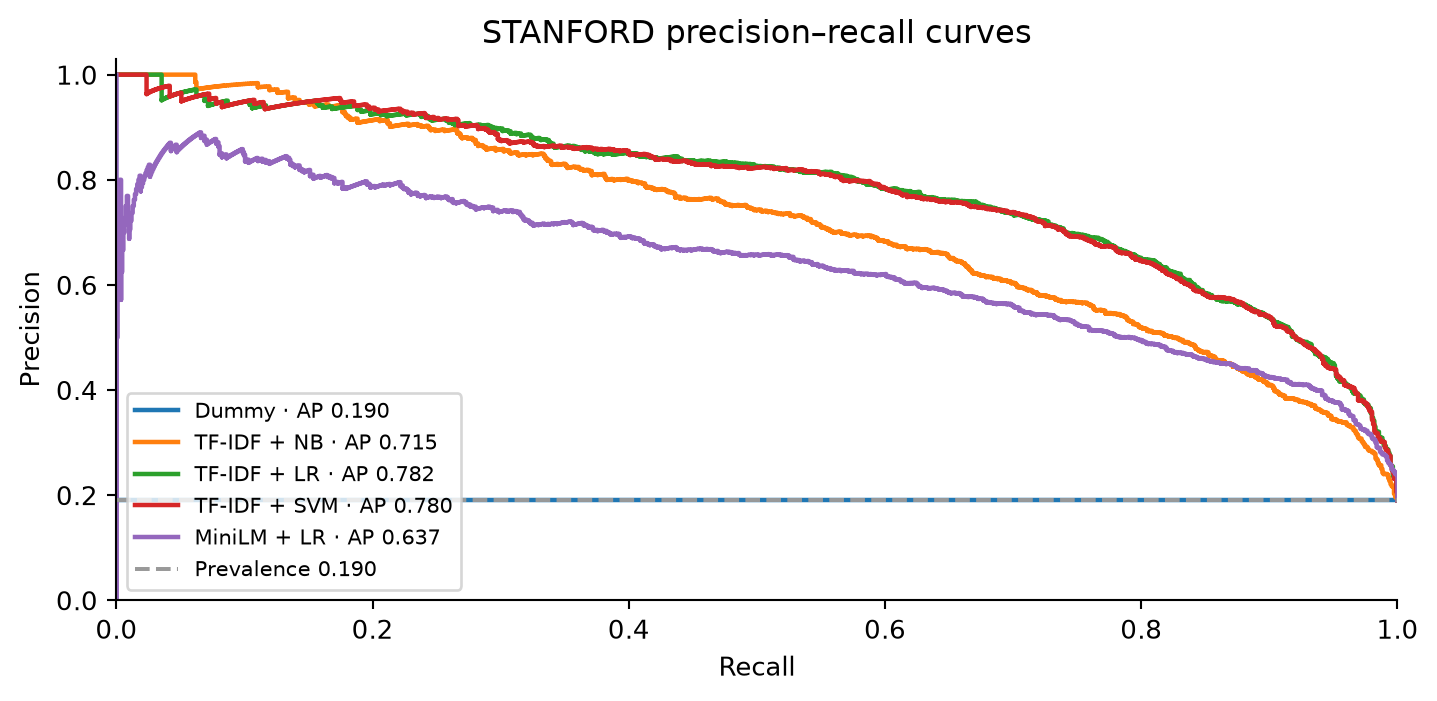 STANFORD precision–recall curves
Precision
1.0
0.8
0.6
0.4
0.2
0.0
Dummy · AP 0.190
TF-IDF + NB · AP 0.715
TF-IDF + LR · AP 0.782
TF-IDF + SVM · AP 0.780
MiniLM + LR · AP 0.637
Prevalence 0.190
0.0 0.2 0.4 0.6 0.8 1.0
Recall